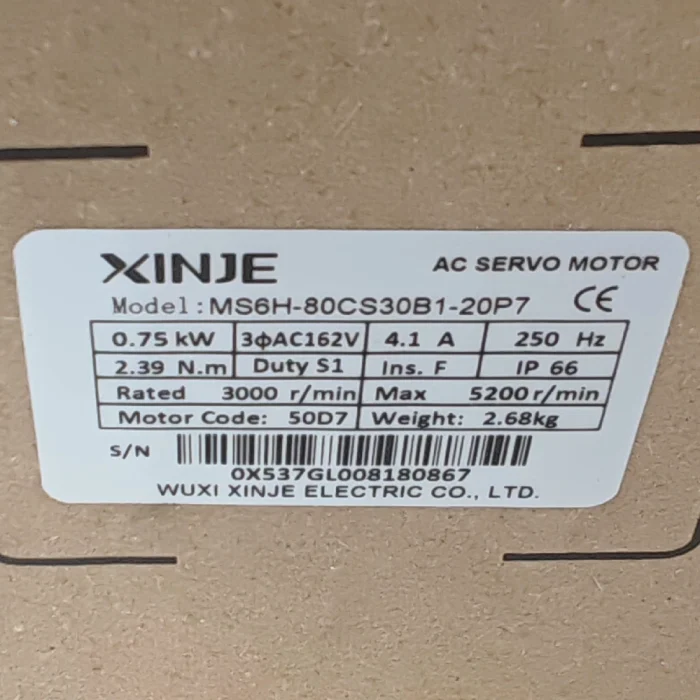 XINJE AC SERVO MOTOR
Model: MS6H-80CS30B1-20P7 CE
0.75 kW 3ϕAC162V 4.1 A 250 Hz
2.39 N.m Duty S1 Ins. F IP 66
Rated 3000 r/min Max 5200 r/min
Motor Code: 50D7 Weight: 2.68kg
S/N
0X537GL008180867
WUXI XINJE ELECTRIC CO., LTD.